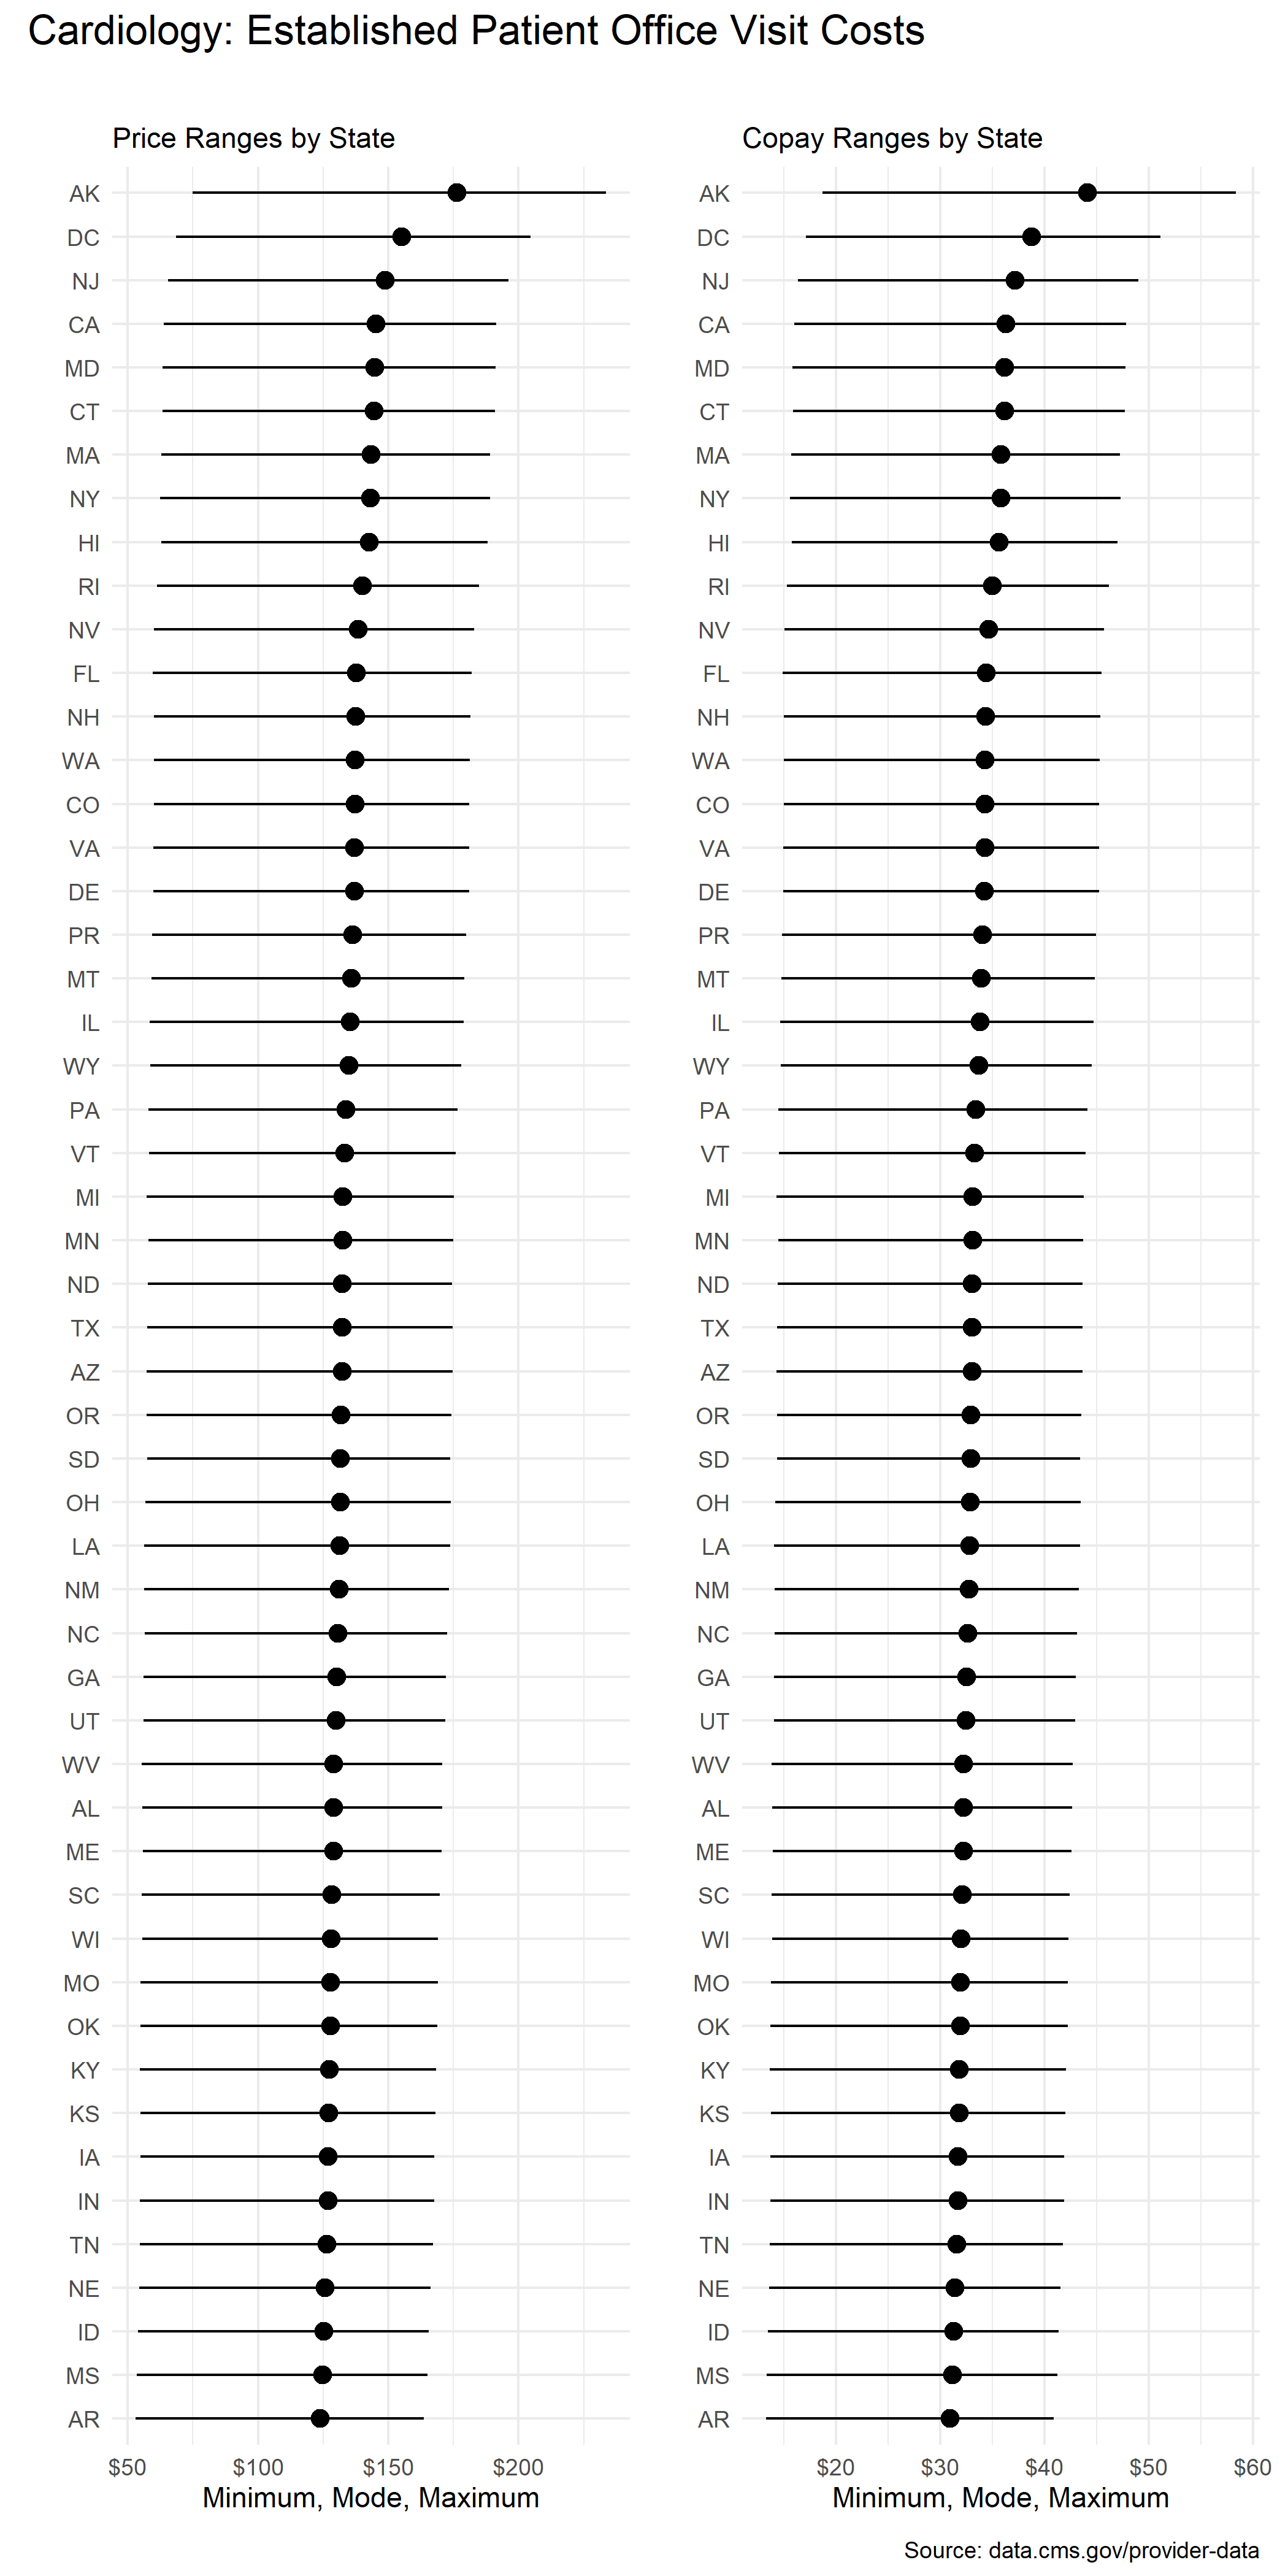 Cardiology: Established Patient Office Visit Costs
Price Ranges by State
AK
DC
NJ
CA
MD
CT
MA
NY
HI
RI
NV
FL
NH
WA
CO
VA
DE
PR
MT
IL
WY
PA
VT
MI
MN
ND
TX
AZ
OR
SD
OH
LA
NM
NC
GA
UT
WV
AL
ME
SC
WI
MO
OK
KY
KS
IA
IN
TN
NE
ID
MS
AR
$50 $100 $150 $200
Minimum, Mode, Maximum
Copay Ranges by State
AK
DC
NJ
CA
MD
CT
MA
NY
HI
RI
NV
FL
NH
WA
CO
VA
DE
PR
MT
IL
WY
PA
VT
MI
MN
ND
TX
AZ
OR
SD
OH
LA
NM
NC
GA
UT
WV
AL
ME
SC
WI
MO
OK
KY
KS
IA
IN
TN
NE
ID
MS
AR
$20 $30 $40 $50 $60
Minimum, Mode, Maximum
Source: data.cms.gov/provider-data